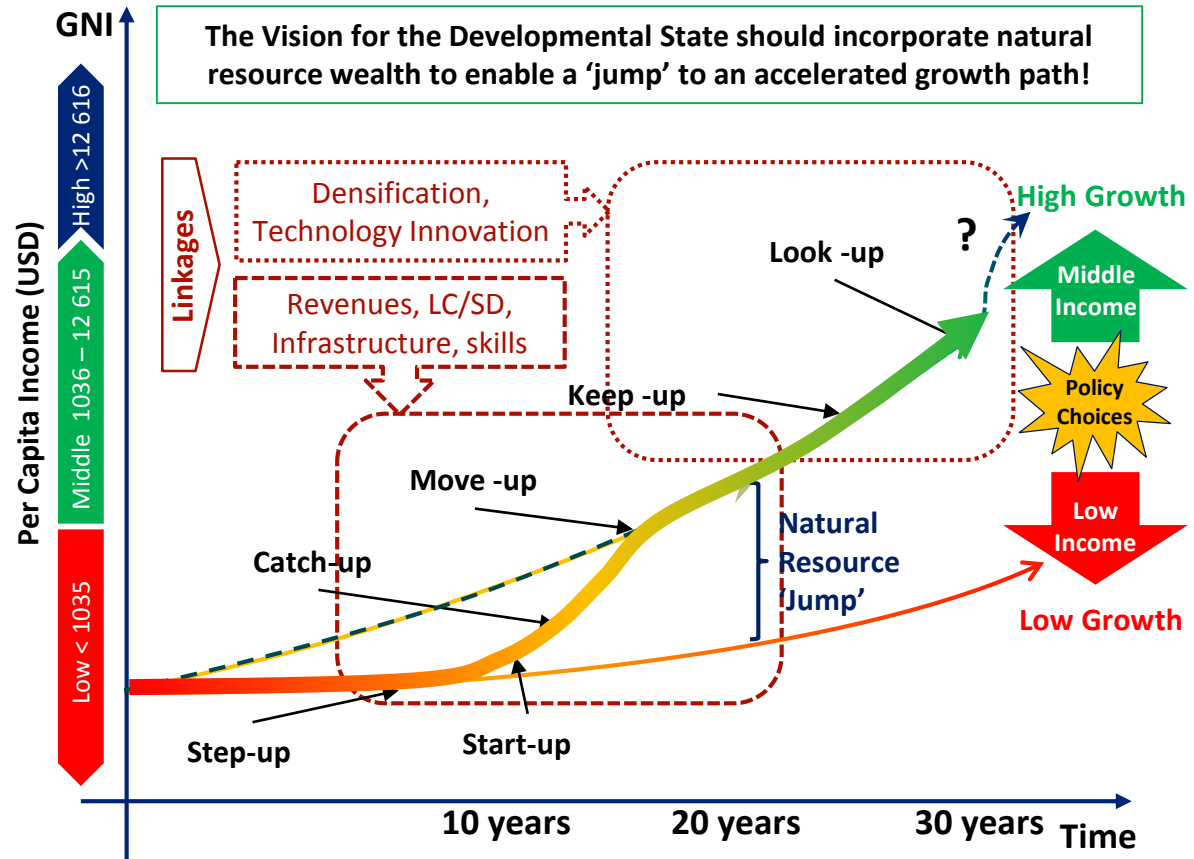 GNI
The Vision for the Developmental State should incorporate natural
resource wealth to enable a ‘jump’ to an accelerated growth path!
Per Capita Income (USD)
High >12 616
Middle 1036 – 12 615
Low < 1035
Linkages
Densification,
Technology Innovation
Revenues, LC/SD,
Infrastructure, skills
High Growth
?
Look -up
Middle
Income
Keep -up
Policy
Choices
Move -up
Natural
Resource
‘Jump’
Low
Income
Catch-up
Low Growth
Step-up
Start-up
10 years
20 years
30 years
Time